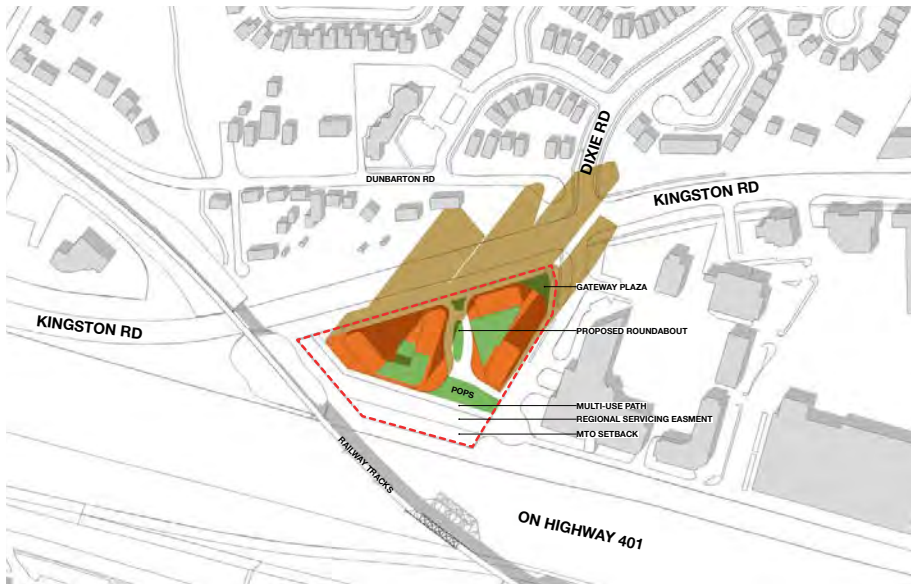 DUNBARTON RD
DIXIE RD
KINGSTON RD
GATEWAY PLAZA
KINGSTON RD
PROPOSED ROUNDABOUT
POPS
MULTI-USE PATH
REGIONAL SERVICING EASMENT
MTO SETBACK
RAILWAY TRACKS
ON HIGHWAY 401